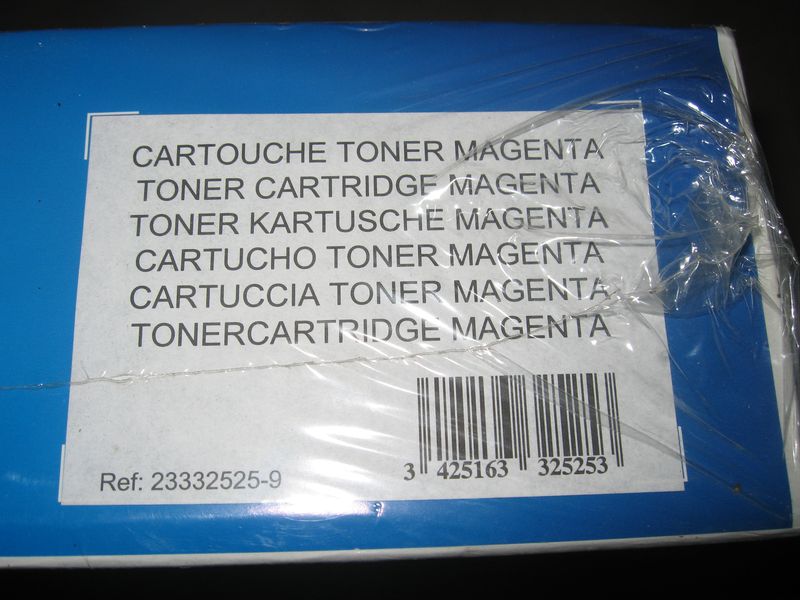 CARTOUCHE TONER MAGENTA
TONER CARTRIDGE MAGENTA
TONER KARTUSCHE MAGENTA
CARTUCHO TONER MAGENTA
CARTUCCIA TONER MAGENTA
TONERCARTRIDGE MAGENTA
Ref: 23332525-9
3 425163 325253